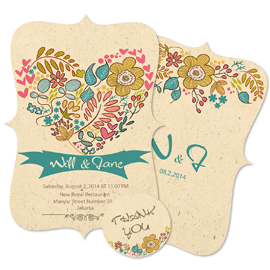 Will & Jane
Saturday, August 2, 2014 AT 11:00 PM
New Royal Restaurant
Manyar Street Number 39
Jakarta
& J
08.2.2014
THANK
YOU